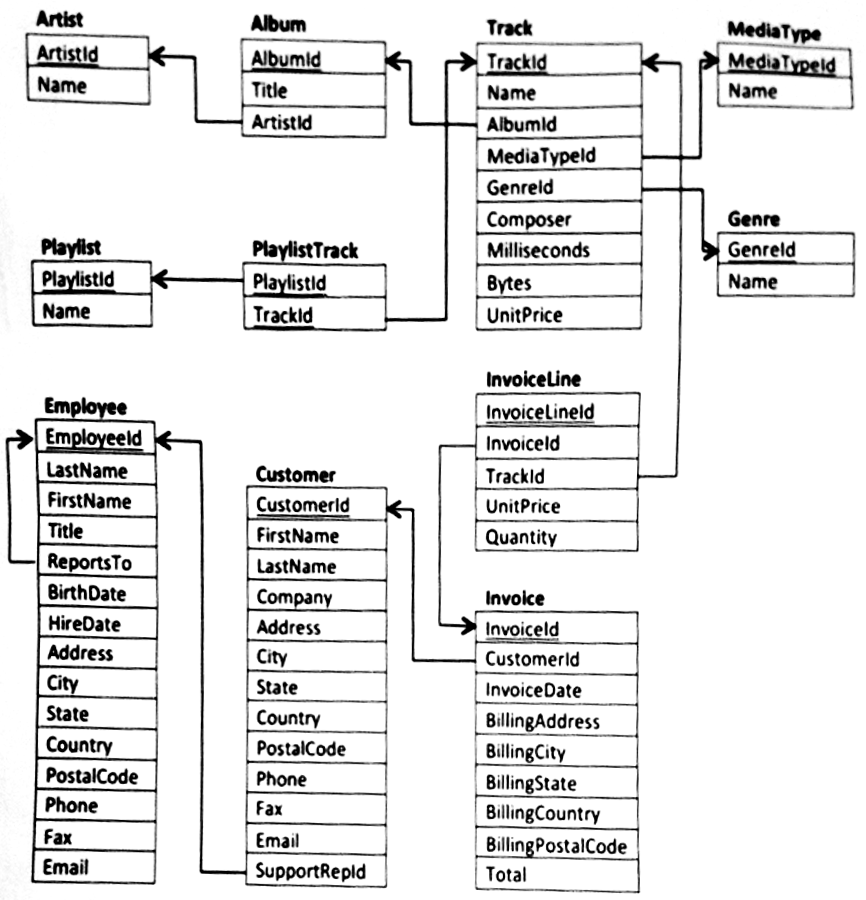 Artist
ArtistId
Name
Album
AlbumId
Title
ArtistId
Track
TrackId
Name
AlbumId
MediaTypeId
GenreId
Composer
Milliseconds
Bytes
UnitPrice
MediaType
MediaTypeId
Name
Genre
GenreId
Name
Playlist
PlaylistId
Name
PlaylistTrack
PlaylistId
TrackId
Employee
EmployeeId
LastName
FirstName
Title
ReportsTo
BirthDate
HireDate
Address
City
State
Country
PostalCode
Phone
Fax
Email
Customer
CustomerId
FirstName
LastName
Company
Address
City
State
Country
PostalCode
Phone
Fax
Email
SupportRepId
InvoiceLine
InvoiceLineId
InvoiceId
TrackId
UnitPrice
Quantity
Invoice
InvoiceId
CustomerId
InvoiceDate
BillingAddress
BillingCity
BillingState
BillingCountry
BillingPostalCode
Total